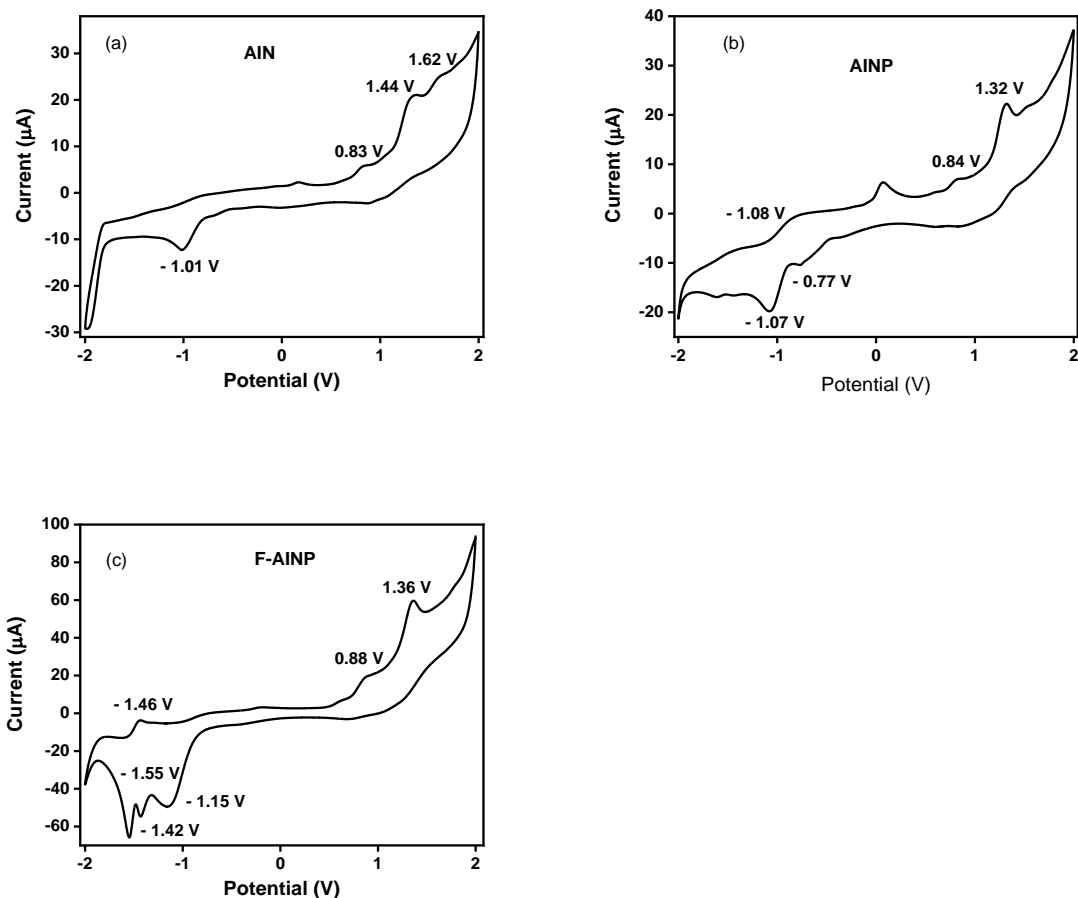 (a)
AIN
1.62 V
1.44 V
0.83 V
- 1.01 V
30
20
10
0
-10
-20
-30
Current (μA)
-2
-1
0
1
2
Potential (V)
(b)
AINP
1.32 V
0.84 V
- 1.08 V
- 0.77 V
- 1.07 V
40
30
20
10
0
-10
-20
Current (μA)
-2
-1
0
1
2
Potential (V)
(c)
F-AINP
1.36 V
0.88 V
- 1.46 V
- 1.55 V
- 1.15 V
- 1.42 V
100
80
60
40
20
0
-20
-40
-60
Current (μA)
-2
-1
0
1
2
Potential (V)